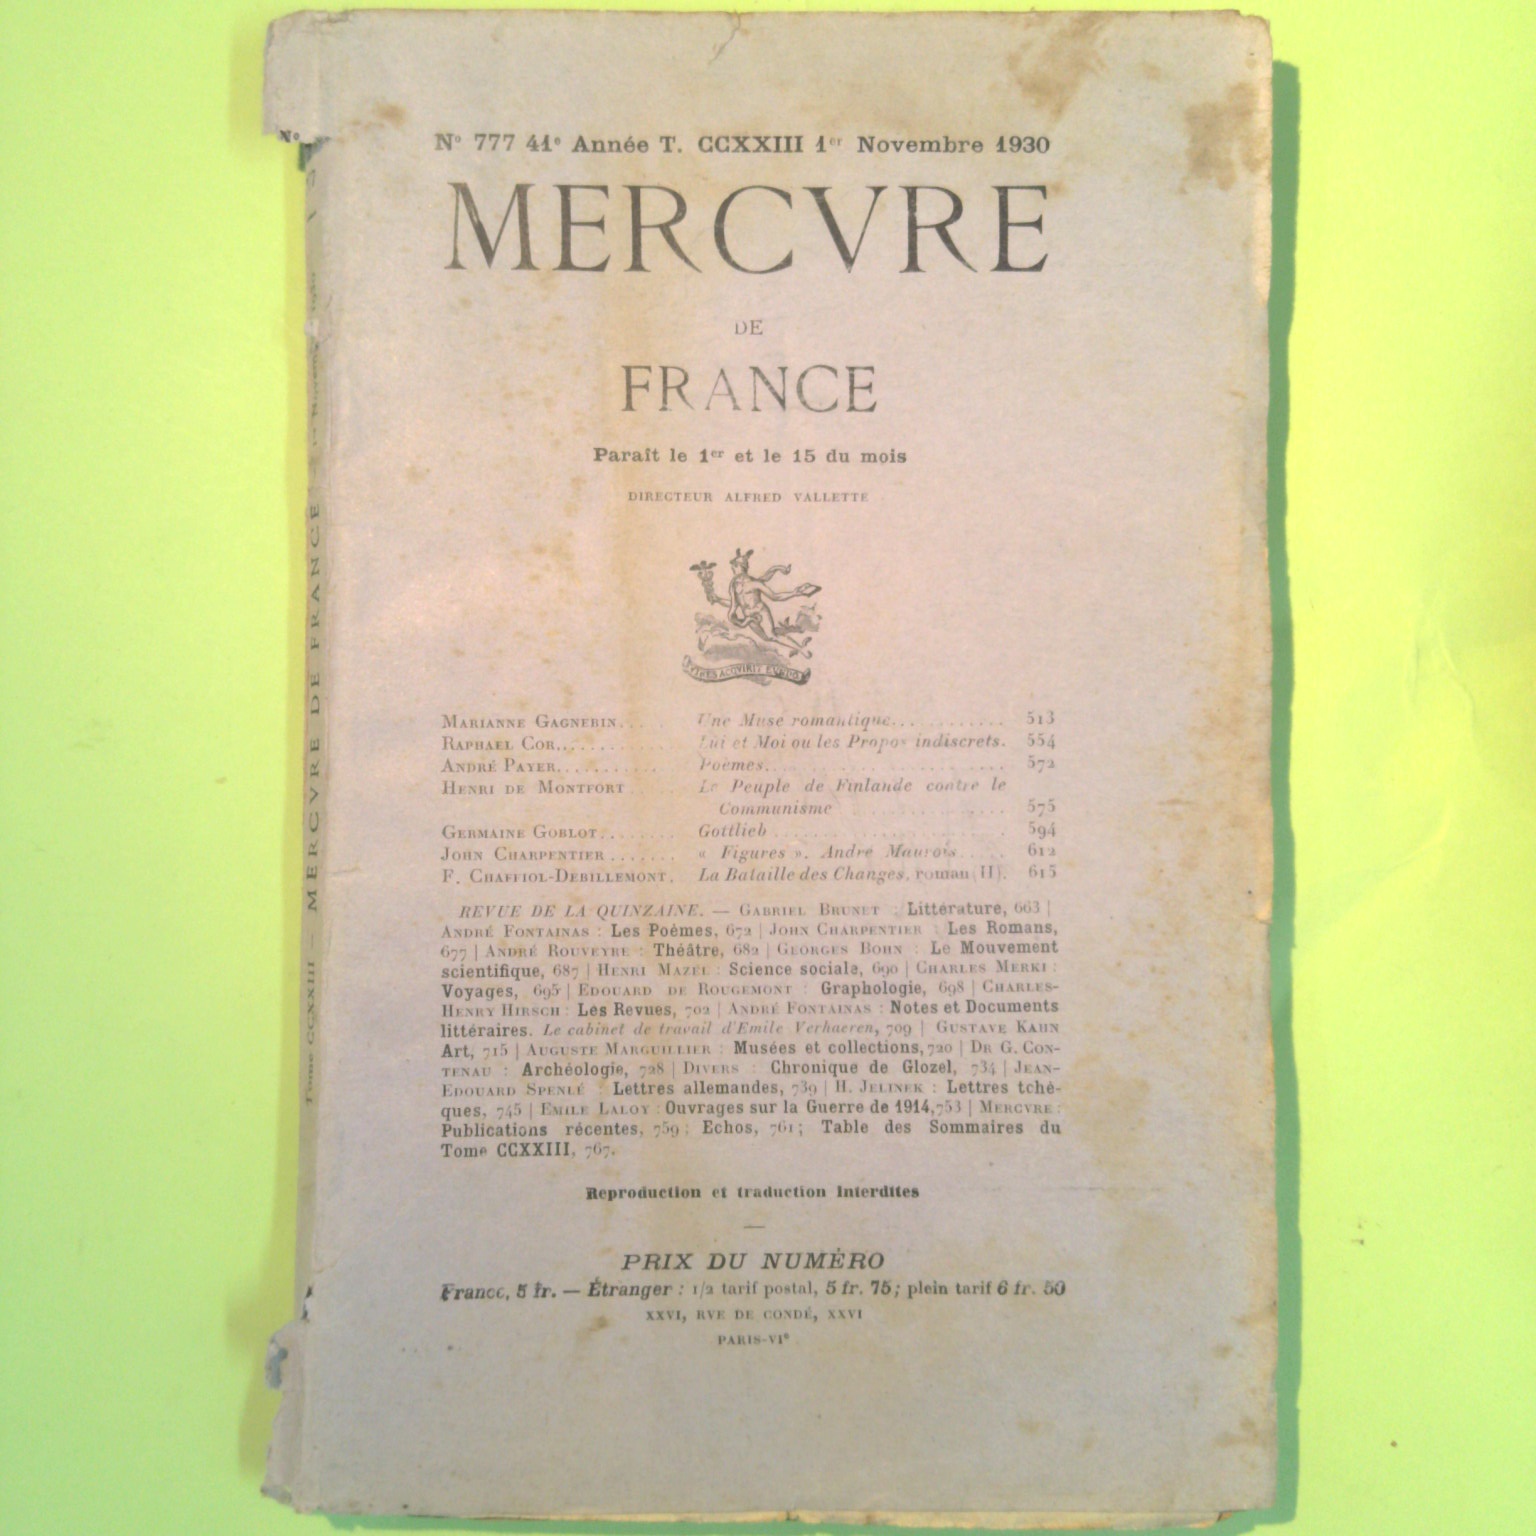 Nº 777 41e Année T. CCXXIII 1er Novembre 1930
MERCVRE
DE
FRANCE
Paraît le 1er et le 15 du mois
DIRECTEUR ALFRED VALLETTE
VIRES ACQVIRIT EVNDO
MARIANNE GAGNEBIN..... Une Muse romantique............ 513
RAPHAEL COR............ Lui et Moi ou les Propos indiscrets. 554
ANDRÉ PAYER............ Poèmes........................ 572
HENRI DE MONTFORT..... Le Peuple de Finlande contre le
Communisme ................ 575
GERMAINE GOBLOT........ Gottlieb........................ 594
JOHN CHARPENTIER....... « Figures ». André Maurois..... 612
F. CHAFFIOL-DEBILLEMONT. La Bataille des Changes, roman (II). 615
REVUE DE LA QUINZAINE. — GABRIEL BRUNET : Littérature, 663 |
ANDRÉ FONTAINAS : Les Poèmes, 672 | JOHN CHARPENTIER : Les Romans,
677 | ANDRÉ ROUVEYRE : Théâtre, 682 | GEORGES BOHN : Le Mouvement
scientifique, 687 | HENRI MAZEL : Science sociale, 690 | CHARLES MERKI :
Voyages, 695 | EDOUARD DE ROUGEMONT : Graphologie, 698 | CHARLES-
HENRY HIRSCH : Les Revues, 702 | ANDRÉ FONTAINAS : Notes et Documents
littéraires. Le cabinet de travail d'Emile Verhaeren, 709 | GUSTAVE KAHN
Art, 715 | AUGUSTE MARGUILLIER : Musées et collections, 720 | DR G. CON-
TENAU : Archéologie, 728 | DIVERS : Chronique de Glozel, 734 | JEAN-
EDOUARD SPENLÉ : Lettres allemandes, 739 | H. JELINEK : Lettres tchè-
ques, 745 | EMILE LALOY : Ouvrages sur la Guerre de 1914, 753 | MERCVRE :
Publications récentes, 759 ; Echos, 761 ; Table des Sommaires du
Tome CCXXIII, 767.
Reproduction et traduction interdites
PRIX DU NUMÉRO
France, 5 fr. — Étranger : 1/2 tarif postal, 5 fr. 75; plein tarif 6 fr. 50
XXVI, RVE DE CONDÉ, XXVI
PARIS-VIe
Nº
Tome CCXXIII — MERCVRE DE FRANCE — 1er Novembre 1930